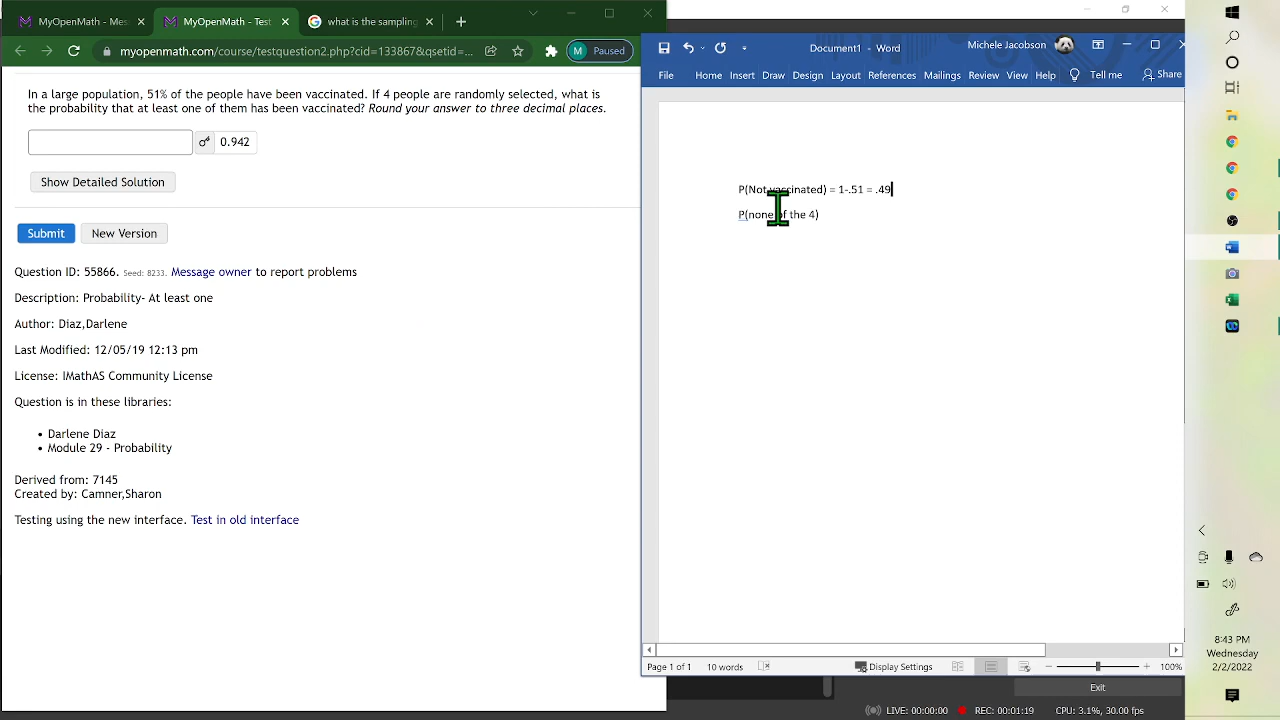 MyOpenMath - Mes
MyOpenMath - Test
what is the sampling
myopenmath.com/course/testquestion2.php?cid=133867&qsetid=...
M Paused
In a large population, 51% of the people have been vaccinated. If 4 people are randomly selected, what is
the probability that at least one of them has been vaccinated? Round your answer to three decimal places.
0.942
Show Detailed Solution
Submit
New Version
Question ID: 55866. Seed: 8233. Message owner to report problems
Description: Probability- At least one
Author: Diaz,Darlene
Last Modified: 12/05/19 12:13 pm
License: IMathAS Community License
Question is in these libraries:
• Darlene Diaz
• Module 29 - Probability
Derived from: 7145
Created by: Camner,Sharon
Testing using the new interface. Test in old interface
Document1 - Word
Michele Jacobson
File Home Insert Draw Design Layout References Mailings Review View Help Tell me Share
P(Not vaccinated) = 1-.51 = .49
P(none of the 4)
Page 1 of 1 10 words Display Settings 100%
Exit
LIVE: 00:00:00 REC: 00:01:19 CPU: 3.1%, 30.00 fps
8:43 PM
Wednesday
2/2/2022